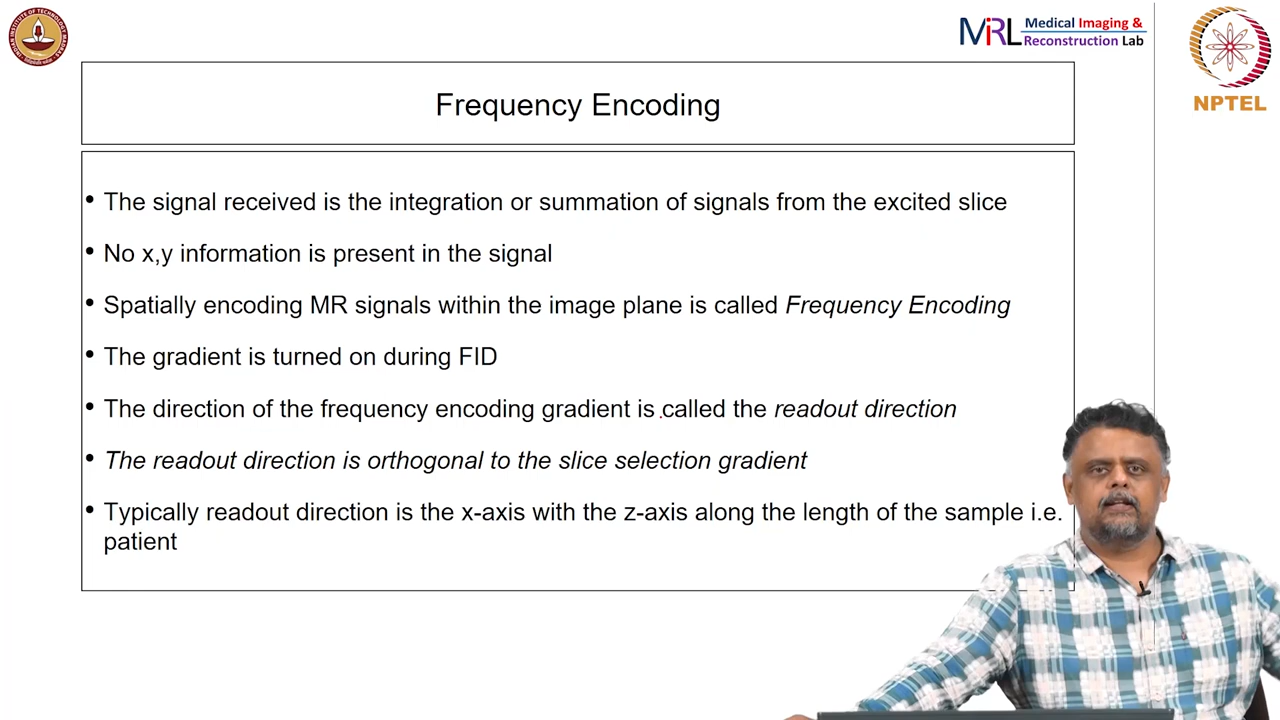 MIRL Medical Imaging &
Reconstruction Lab
NPTEL
Frequency Encoding
• The signal received is the integration or summation of signals from the excited slice
• No x,y information is present in the signal
• Spatially encoding MR signals within the image plane is called Frequency Encoding
• The gradient is turned on during FID
• The direction of the frequency encoding gradient is called the readout direction
• The readout direction is orthogonal to the slice selection gradient
• Typically readout direction is the x-axis with the z-axis along the length of the sample i.e.
patient